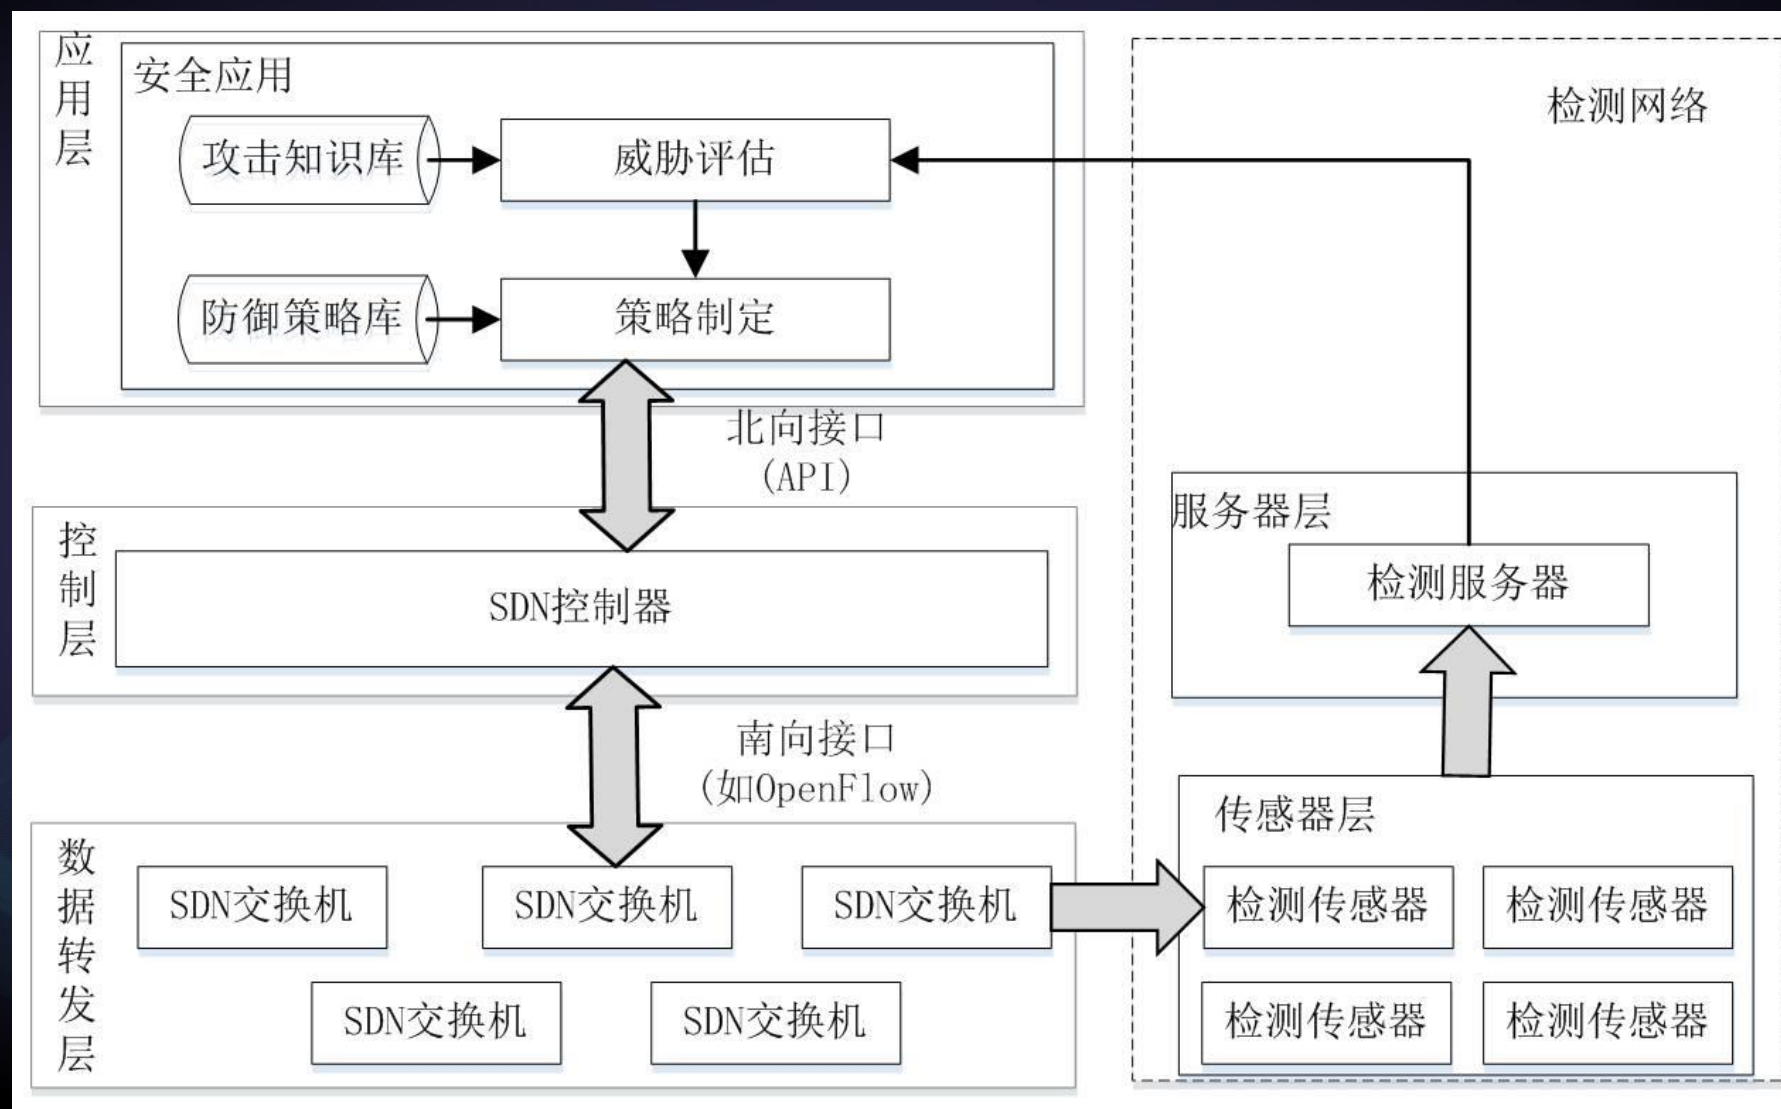 应用层
安全应用
攻击知识库
威胁评估
防御策略库
策略制定
北向接口
(API)
控制层
SDN控制器
南向接口
(如OpenFlow)
数据转发层
SDN交换机
SDN交换机
SDN交换机
SDN交换机
SDN交换机
检测网络
服务器层
检测服务器
传感器层
检测传感器
检测传感器
检测传感器
检测传感器